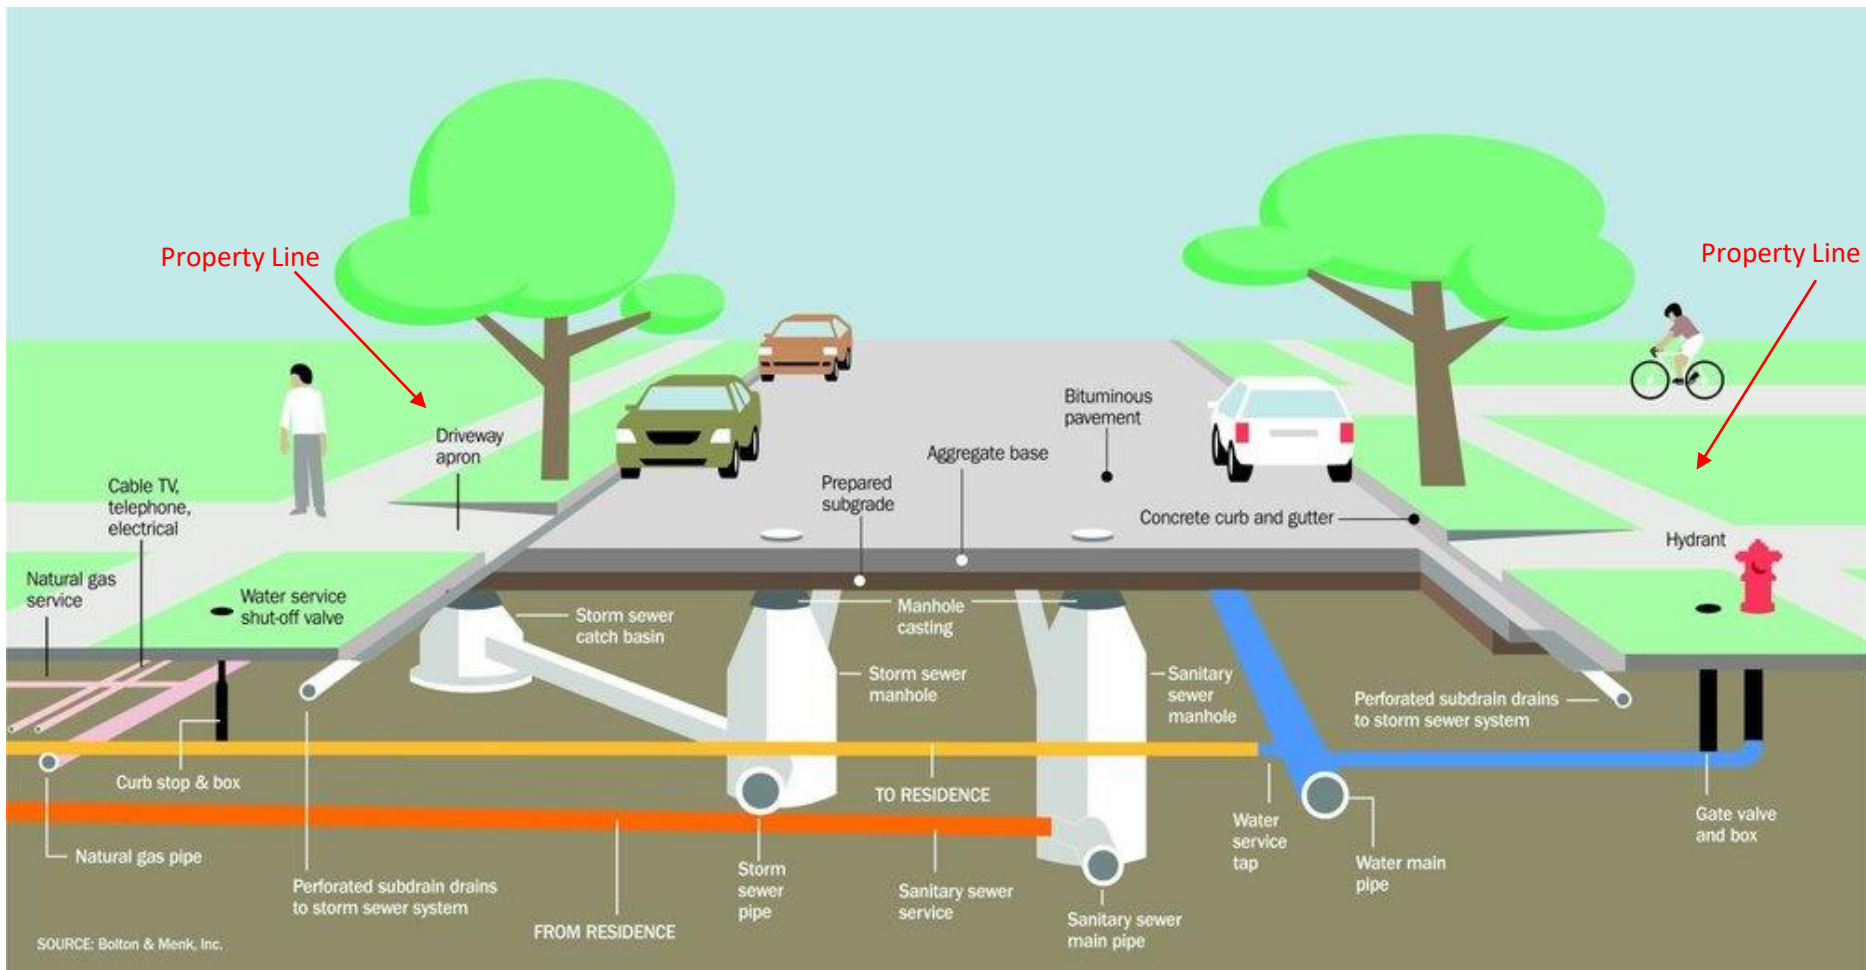 Property Line
Property Line
Driveway
apron
Cable TV,
telephone,
electrical
Natural gas
service
Water service
shut-off valve
Bituminous
pavement
Aggregate base
Prepared
subgrade
Concrete curb and gutter
Hydrant
Storm sewer
catch basin
Manhole
casting
Storm sewer
manhole
Sanitary
sewer
manhole
Perforated subdrain drains
to storm sewer system
Curb stop & box
TO RESIDENCE
Natural gas pipe
Perforated subdrain drains
to storm sewer system
FROM RESIDENCE
Storm
sewer
pipe
Sanitary sewer
service
Sanitary sewer
main pipe
Water
service
tap
Water main
pipe
Gate valve
and box
SOURCE: Bolton & Menk, Inc.